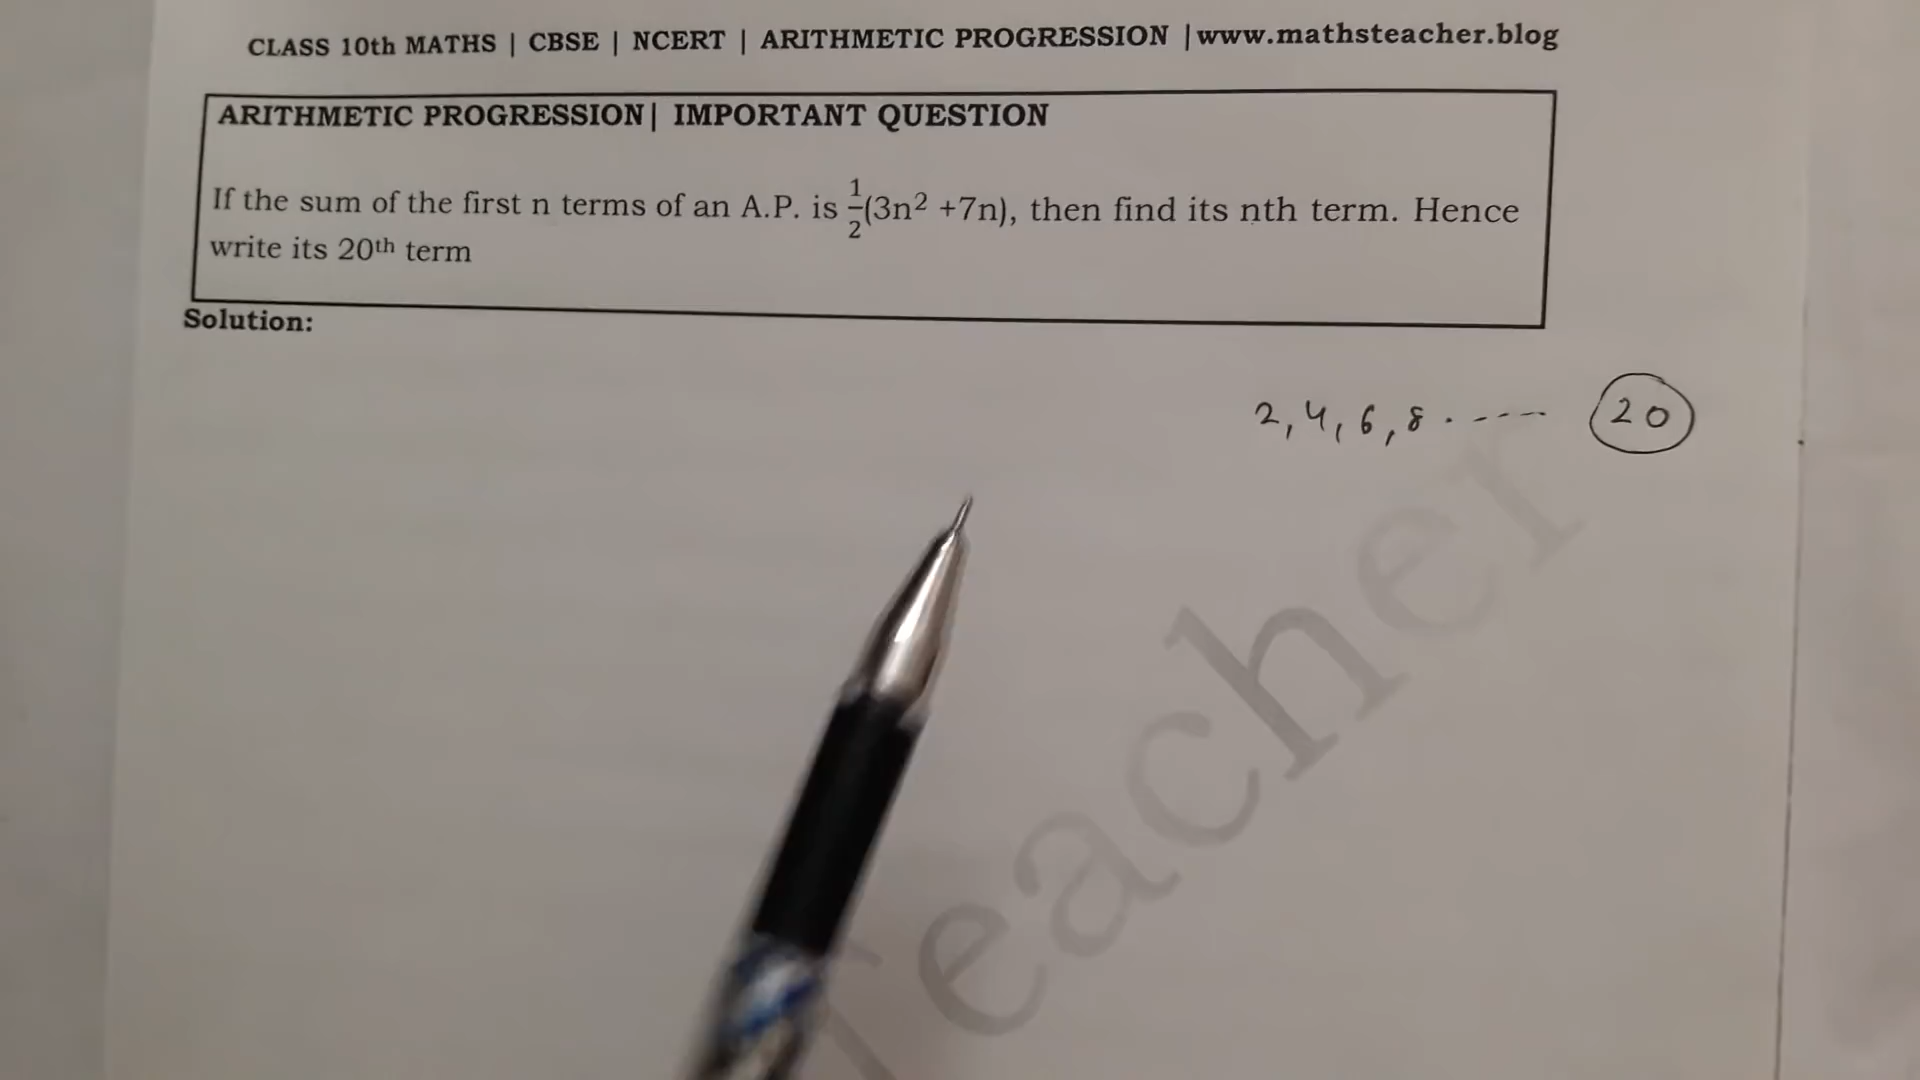 CLASS 10th MATHS | CBSE | NCERT | ARITHMETIC PROGRESSION |www.mathsteacher.blog
ARITHMETIC PROGRESSION| IMPORTANT QUESTION
If the sum of the first n terms of an A.P. is 1/2(3n² +7n), then find its nth term. Hence
write its 20th term
Solution:
2, 4, 6, 8 . ---- 20
Teacher